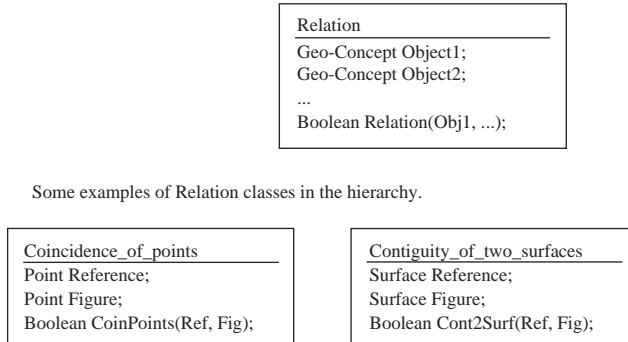 Relation
Geo-Concept Object1;
Geo-Concept Object2;
...
Boolean Relation(Obj1, ...);
Some examples of Relation classes in the hierarchy.
Coincidence_of_points
Point Reference;
Point Figure;
Boolean CoinPoints(Ref, Fig);
Contiguity_of_two_surfaces
Surface Reference;
Surface Figure;
Boolean Cont2Surf(Ref, Fig);